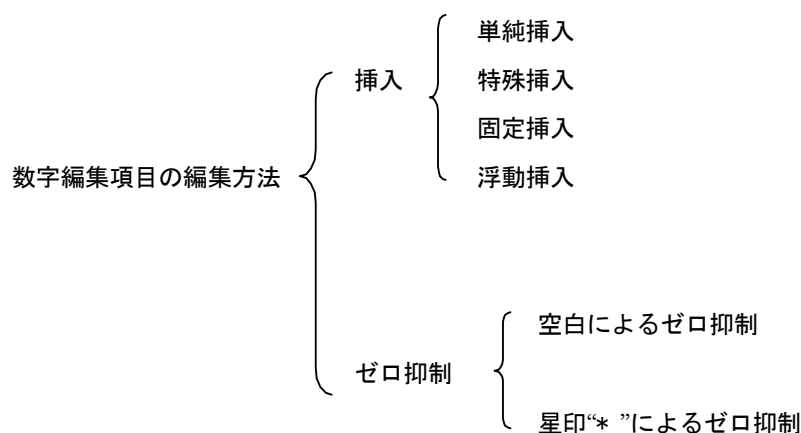 単純挿入
挿入
特殊挿入
固定挿入
数字編集項目の編集方法
浮動挿入
空白によるゼロ抑制
ゼロ抑制
星印“* ”によるゼロ抑制